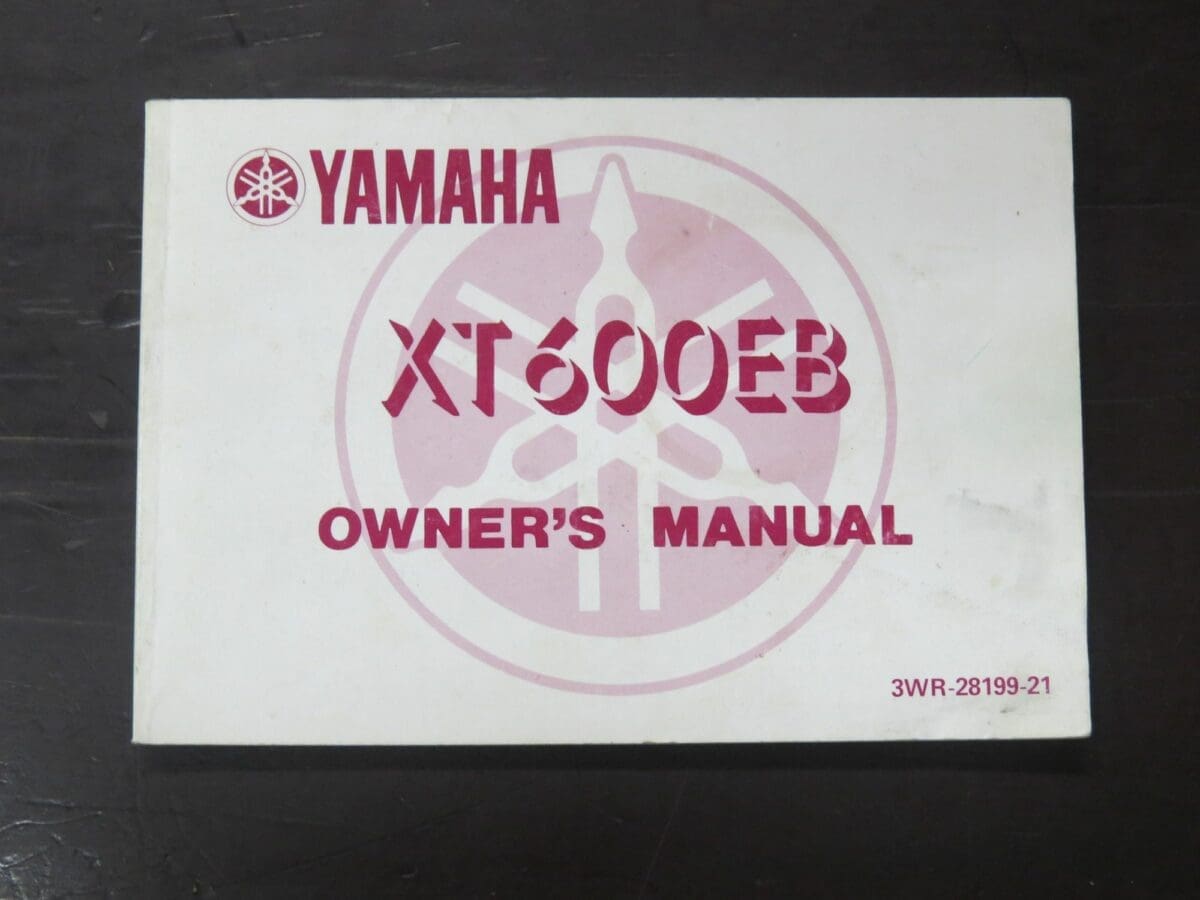 YAMAHA
XT600EB
OWNER'S MANUAL
3WR-28199-21